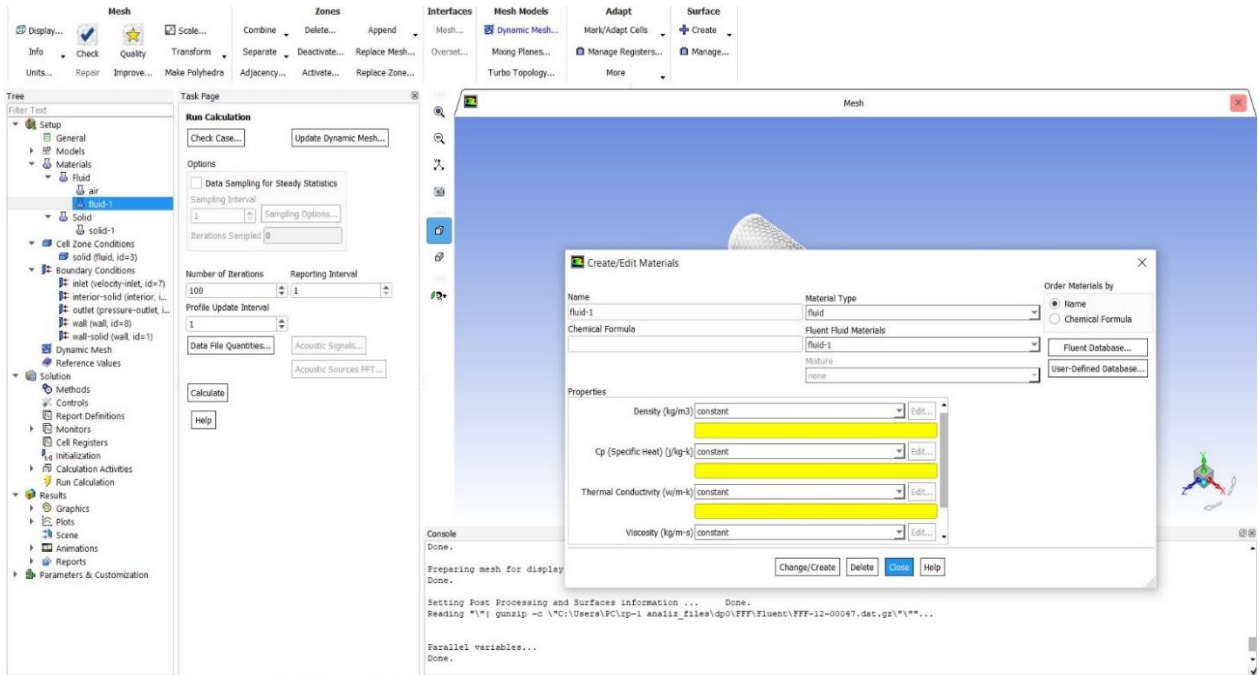 Mesh
Zones
Interfaces
Mesh Models
Adapt
Surface
Display...
Scale...
Combine
Delete...
Append
Mesh...
Dynamic Mesh...
Mark/Adapt Cells
Create
Info
Check
Quality
Transform
Separate
Deactivate...
Replace Mesh...
Overset...
Mixing Planes...
Manage Registers...
Manage...
Units...
Repair
Improve...
Make Polyhedra
Adjacency...
Activate...
Replace Zone...
Turbo Topology...
More
Tree
Filter Text
Setup
General
Models
Materials
Fluid
air
fluid-1
Solid
solid-1
Cell Zone Conditions
solid (fluid, id=3)
Boundary Conditions
inlet (velocity-inlet, id=7)
interior-solid (interior, i...
outlet (pressure-outlet, i...
wall (wall, id=8)
wall-solid (wall, id=1)
Dynamic Mesh
Reference Values
Solution
Methods
Controls
Report Definitions
Monitors
Cell Registers
Initialization
Calculation Activities
Run Calculation
Results
Graphics
Plots
Scene
Animations
Reports
Parameters & Customization
Task Page
Run Calculation
Check Case...
Update Dynamic Mesh...
Options
Data Sampling for Steady Statistics
Sampling Interval
1
Sampling Options...
Iterations Sampled 0
Number of Iterations
Reporting Interval
100
1
Profile Update Interval
1
Data File Quantities...
Acoustic Signals...
Acoustic Sources FFT...
Calculate
Help
Mesh
Create/Edit Materials
Name
fluid-1
Chemical Formula
Material Type
fluid
Fluent Fluid Materials
fluid-1
Mixture
none
Order Materials by
Name
Chemical Formula
Fluent Database...
User-Defined Database...
Properties
Density (kg/m3) constant
Edit...
Cp (Specific Heat) (j/kg-k) constant
Edit...
Thermal Conductivity (w/m-k) constant
Edit...
Viscosity (kg/m-s) constant
Edit...
Change/Create
Delete
Close
Help
Console
Done.
Preparing mesh for display
Done.
Setting Post Processing and Surfaces information ... Done.
Reading "\"| gunzip -c \"C:\Users\PC\rp-1 analiz_files\dp0\FFF\Fluent\FFF-12-00047.dat.gz\"\""...
Parallel variables...
Done.